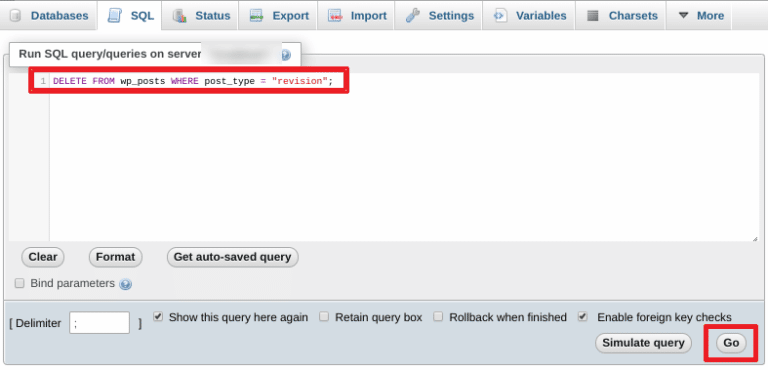 Databases SQL Status Export Import Settings Variables Charsets More
Run SQL query/queries on server
1 DELETE FROM wp_posts WHERE post_type = "revision";
Clear Format Get auto-saved query
Bind parameters
[ Delimiter ; ] Show this query here again Retain query box Rollback when finished Enable foreign key checks
Simulate query Go